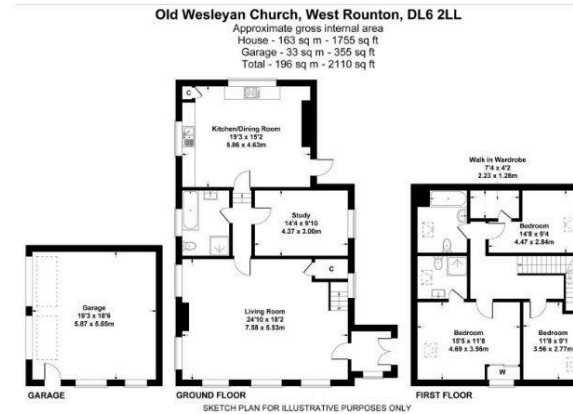 Old Wesleyan Church, West Rounton, DL6 2LL
Approximate gross internal area
House - 163 sq m - 1755 sq ft
Garage - 33 sq m - 355 sq ft
Total - 196 sq m - 2110 sq ft
C
Kitchen/Dining Room
19'3 x 15'2
5.86 x 4.63m
Study
14'4 x 9'10
4.37 x 3.00m
C
Living Room
24'10 x 18'2
7.58 x 5.53m
Garage
19'3 x 18'6
5.87 x 5.65m
Walk in Wardrobe
7'4 x 4'2
2.23 x 1.28m
Bedroom
14'8 x 9'4
4.47 x 2.84m
Bedroom
15'5 x 11'8
4.69 x 3.56m
W
Bedroom
11'8 x 9'1
3.56 x 2.77m
GARAGE
GROUND FLOOR
FIRST FLOOR
SKETCH PLAN FOR ILLUSTRATIVE PURPOSES ONLY